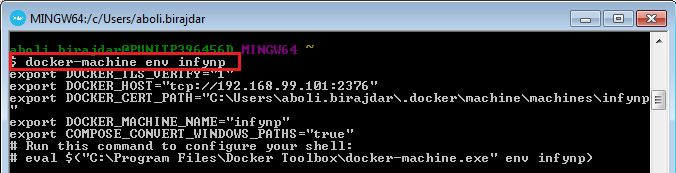 MINGW64:/c/Users/aboli.birajdar
aboli.birajdar@PUNITP396456D MINGW64 ~
$ docker-machine env infynp
export DOCKER_TLS_VERIFY="1"
export DOCKER_HOST="tcp://192.168.99.101:2376"
export DOCKER_CERT_PATH="C:\Users\aboli.birajdar\.docker\machine\machines\infynp
"
export DOCKER_MACHINE_NAME="infynp"
export COMPOSE_CONVERT_WINDOWS_PATHS="true"
# Run this command to configure your shell:
# eval $("C:\Program Files\Docker Toolbox\docker-machine.exe" env infynp)